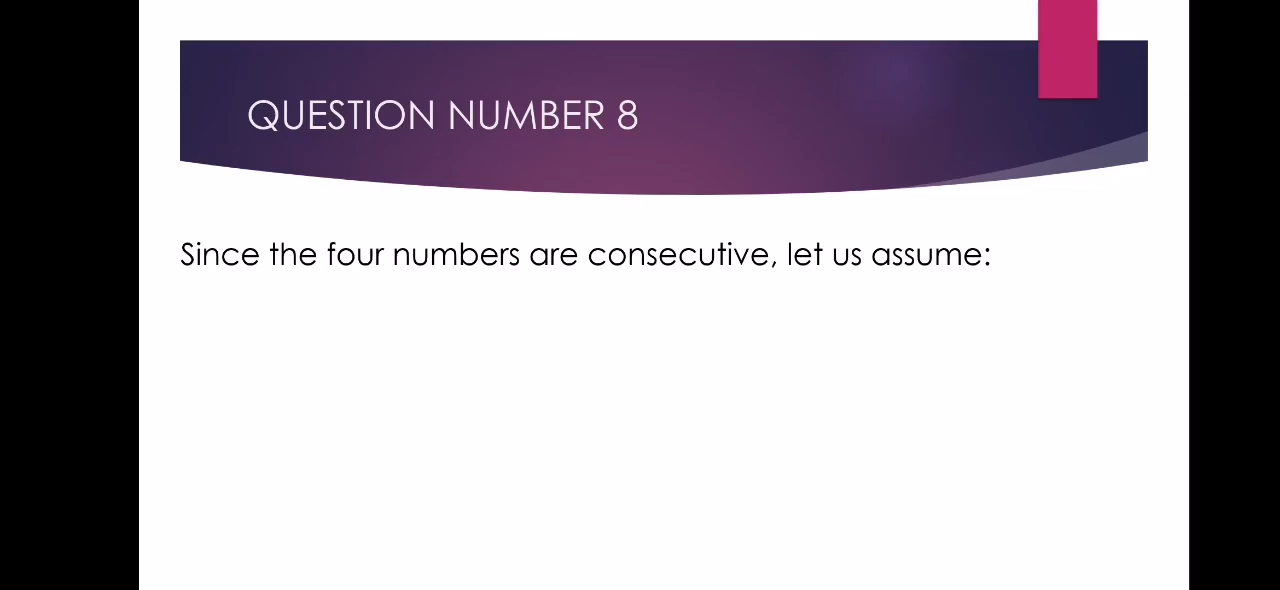 QUESTION NUMBER 8
Since the four numbers are consecutive, let us assume: